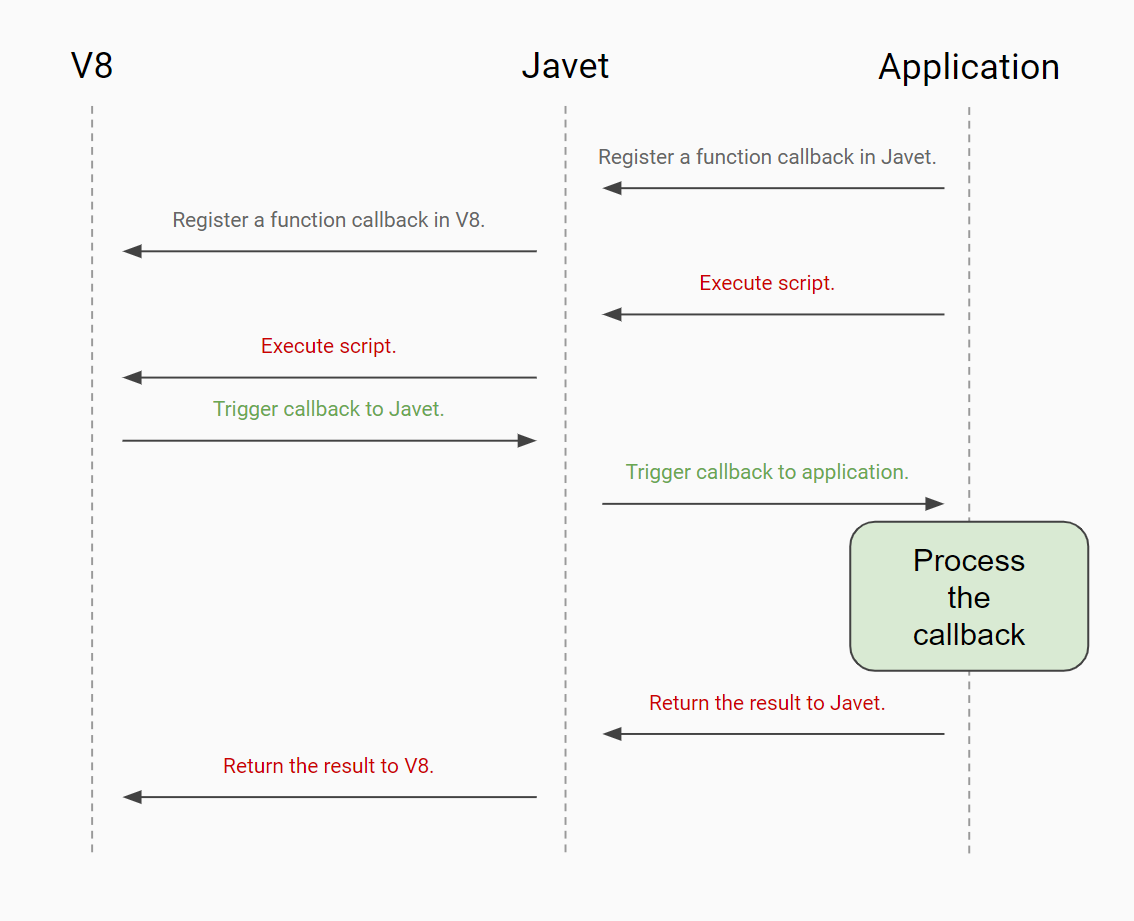 V8
Javet
Application
Register a function callback in Javet.
Register a function callback in V8.
Execute script.
Execute script.
Trigger callback to Javet.
Trigger callback to application.
Process
the
callback
Return the result to Javet.
Return the result to V8.